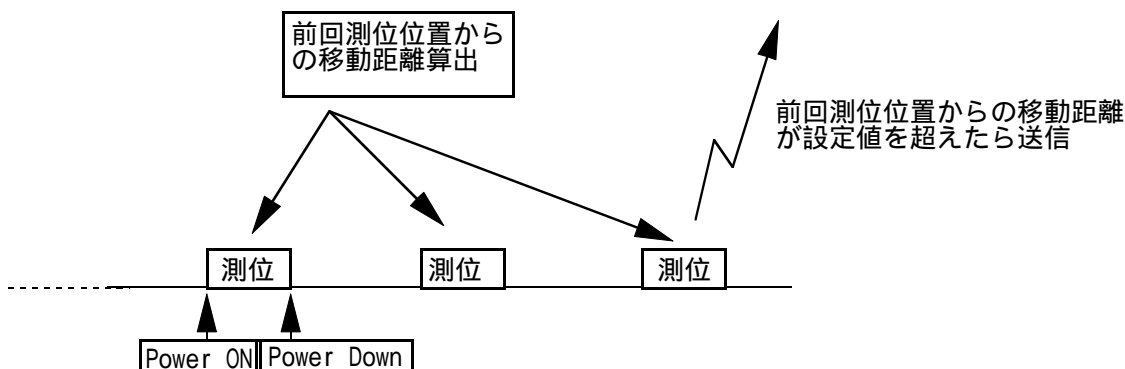 前回測位位置から
の移動距離算出
前回測位位置からの移動距離
が設定値を超えたら送信
測位
測位
測位
Power ON
Power Down